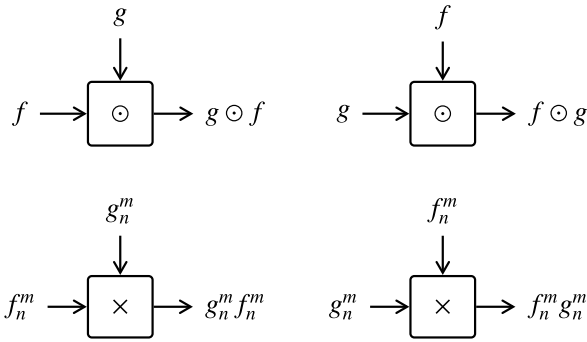 g f
f ⊙ g ⊙ f g ⊙ f ⊙ g
g_n^m f_n^m
f_n^m × g_n^m f_n^m g_n^m × f_n^m g_n^m